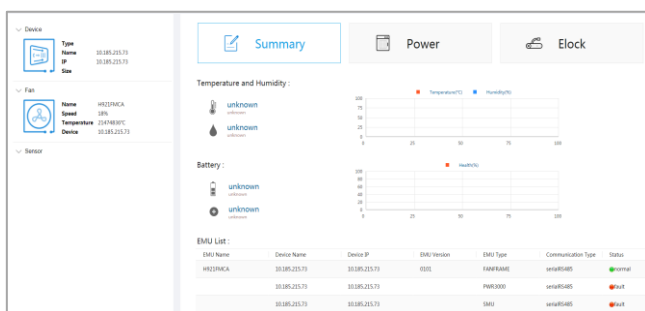 Device
Type
Name 10.185.215.73
IP 10.185.215.73
Size
Fan
Name H921FMCA
Speed 18%
Temperature 21474836°C
Device 10.185.215.73
Sensor
Summary
Power
Elock
Temperature and Humidity :
unknown
unknown
unknown
unknown
Temperature(°C) Humidity(%)
100
75
50
25
0
0 25 50 75 100
Battery :
unknown
unknown
unknown
unknown
Health(%)
100
80
60
40
20
0
0 25 50 75 100
EMU List :
EMU Name Device Name Device IP EMU Version EMU Type Communication Type Status
H921FMCA 10.185.215.73 10.185.215.73 0101 FANFRAME serialRS485 normal
10.185.215.73 10.185.215.73 PWR3000 serialRS485 fault
10.185.215.73 10.185.215.73 SMU serialRS485 fault